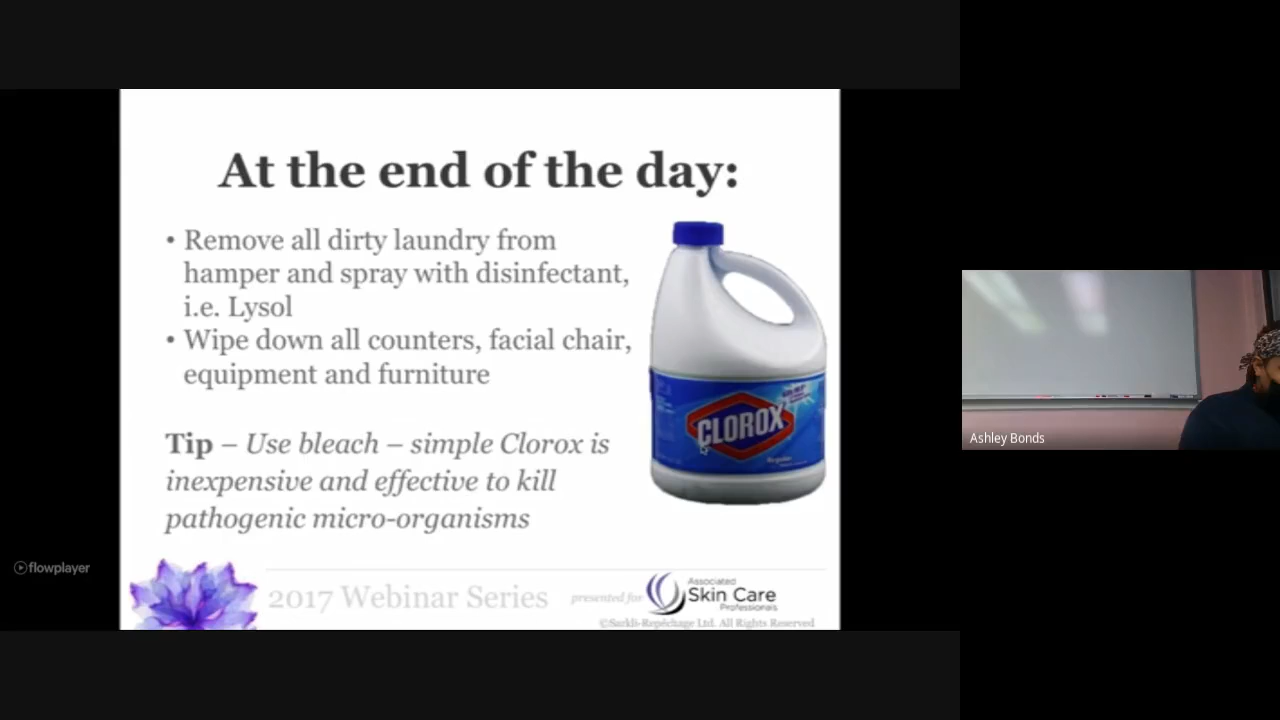 At the end of the day:
• Remove all dirty laundry from
hamper and spray with disinfectant,
i.e. Lysol
• Wipe down all counters, facial chair,
equipment and furniture
Tip – Use bleach – simple Clorox is
inexpensive and effective to kill
pathogenic micro-organisms
CLOROX
Regular
flowplayer
2017 Webinar Series
presented for
Associated
Skin Care
Professionals
©Sarkli-Repêchage Ltd. All Rights Reserved
Ashley Bonds